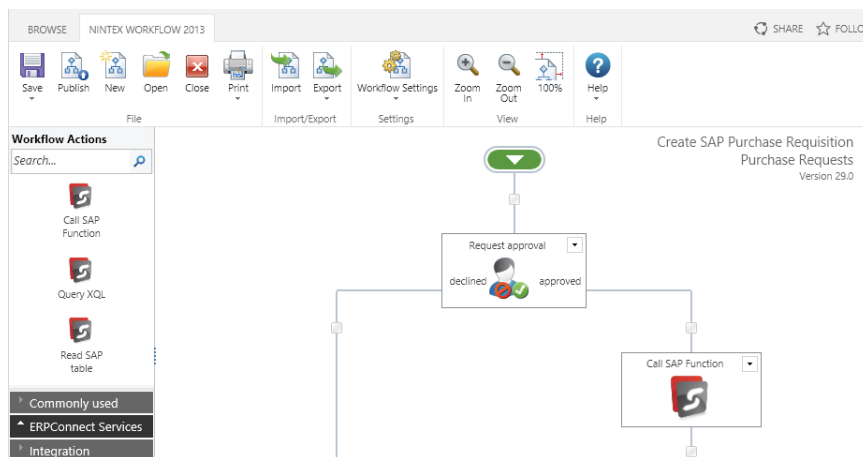 BROWSE
NINTEX WORKFLOW 2013
SHARE
FOLLO
Save
Publish
New
Open
Close
Print
Import
Export
Workflow Settings
Zoom
In
Zoom
Out
100%
Help
File
Import/Export
Settings
View
Help
Workflow Actions
Search...
Call SAP
Function
Query XQL
Read SAP
table
Commonly used
ERPConnect Services
Integration
Create SAP Purchase Requisition
Purchase Requests
Version 29.0
Request approval
declined
approved
Call SAP Function